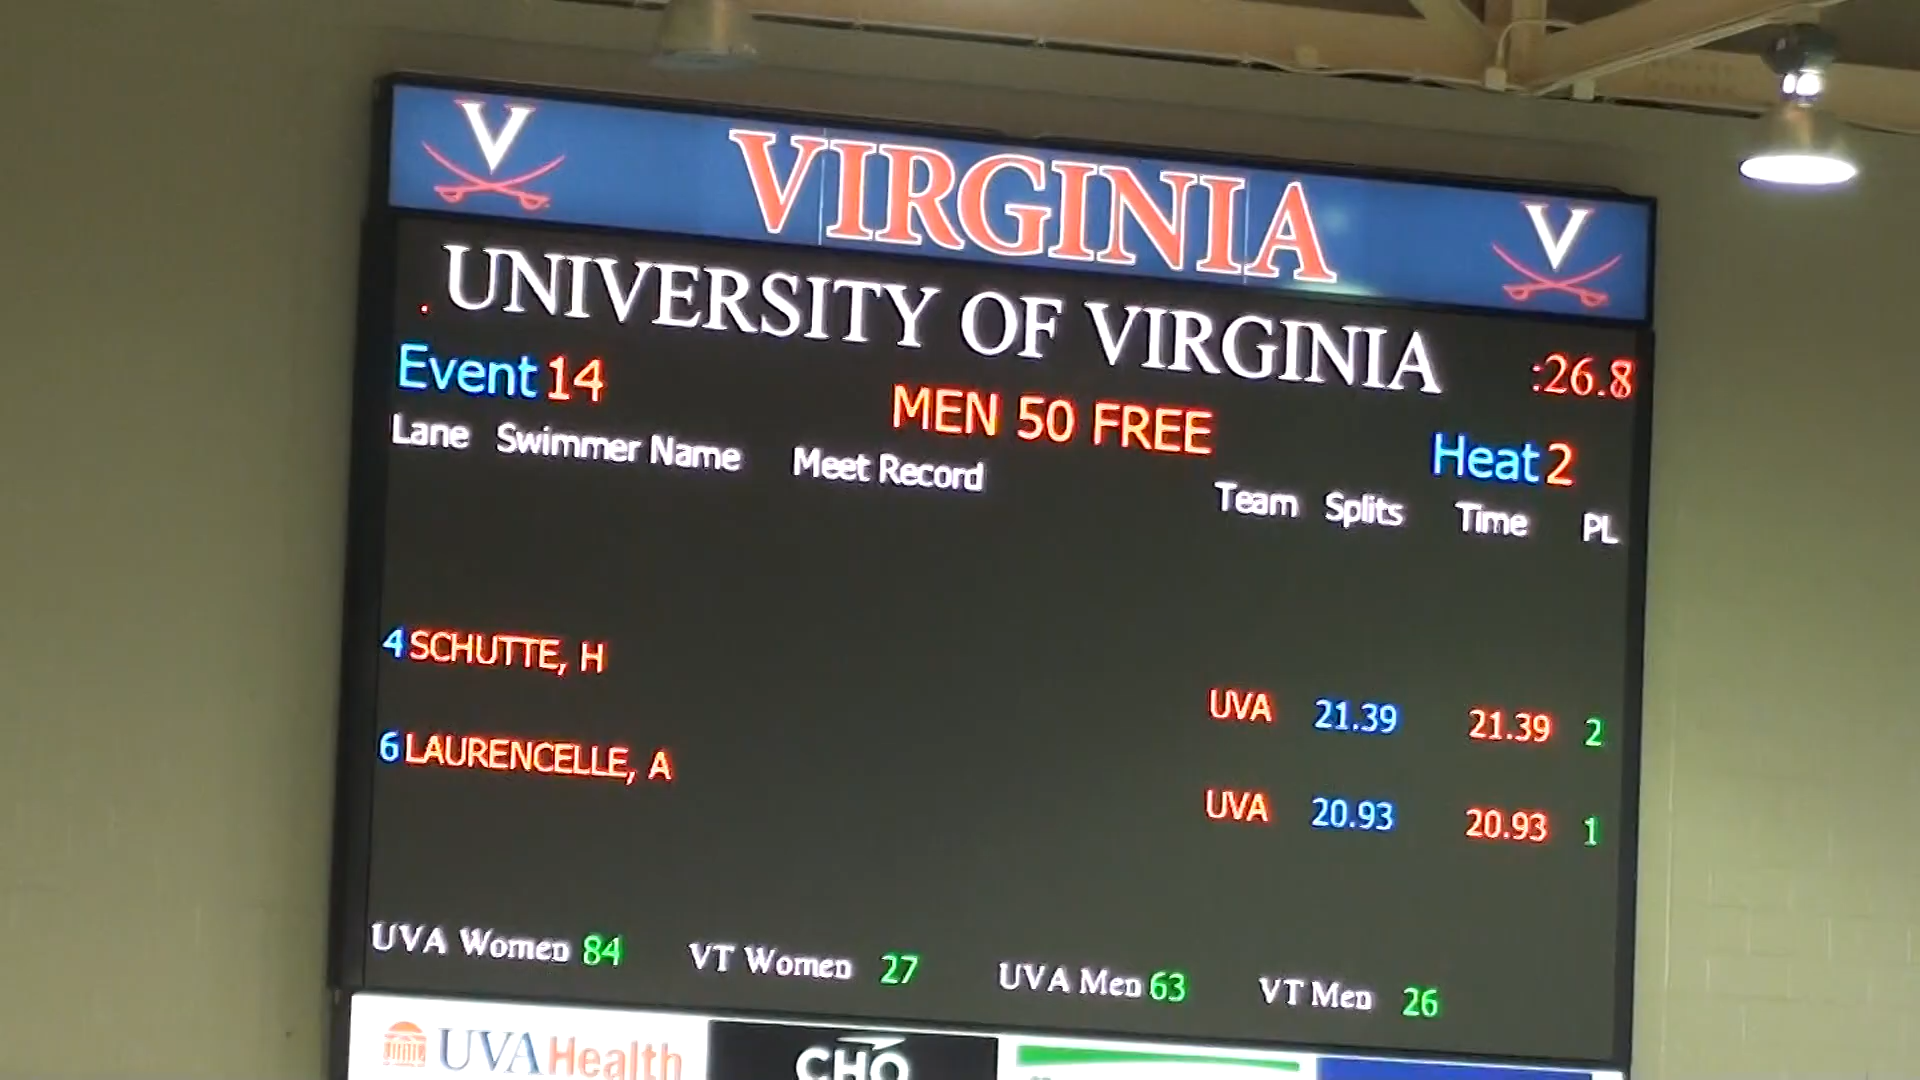 VIRGINIA
UNIVERSITY OF VIRGINIA
:26.8
Event 14
MEN 50 FREE
Heat 2
Lane Swimmer Name Meet Record Team Splits Time PL
4 SCHUTTE, H UVA 21.39 21.39 2
6 LAURENCELLE, A UVA 20.93 20.93 1
UVA Women 84 VT Women 27 UVA Men 63 VT Men 26
UVAHealth
CHO